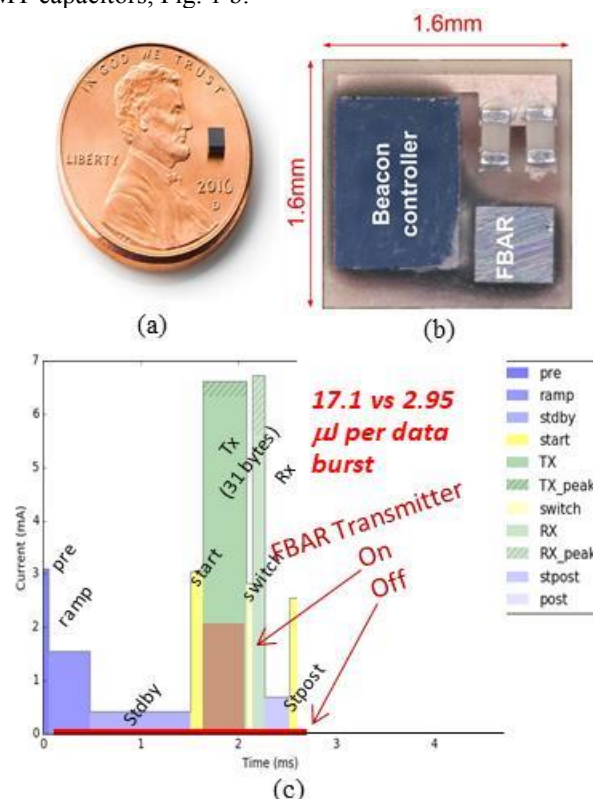 MT capacitors, Fig. 1-b.
1.6mm
IN GOD WE TRUST
LIBERTY
2016
D
1.6mm
Beacon
controller
FBAR
(a)
(b)
7
6
5
4
3
2
1
0
Current (mA)
pre
ramp
Stdby
start
Tx
(31 bytes)
switch
Rx
Stpost
17.1 vs 2.95
µJ per data
burst
FBAR Transmitter
On
Off
pre
ramp
stdby
start
TX
TX_peak
switch
RX
RX_peak
stpost
post
0
1
2
3
4
Time (ms)
(c)